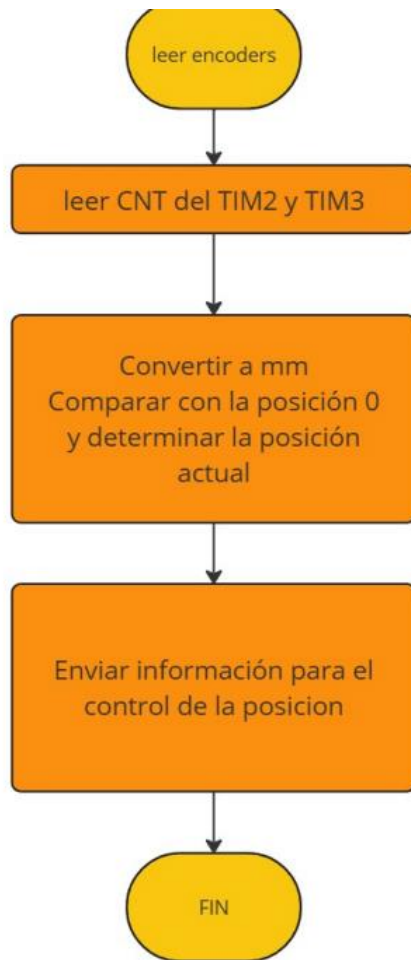 leer encoders
leer CNT del TIM2 y TIM3
Convertir a mm
Comparar con la posición 0
y determinar la posición
actual
Enviar información para el
control de la posicion
FIN